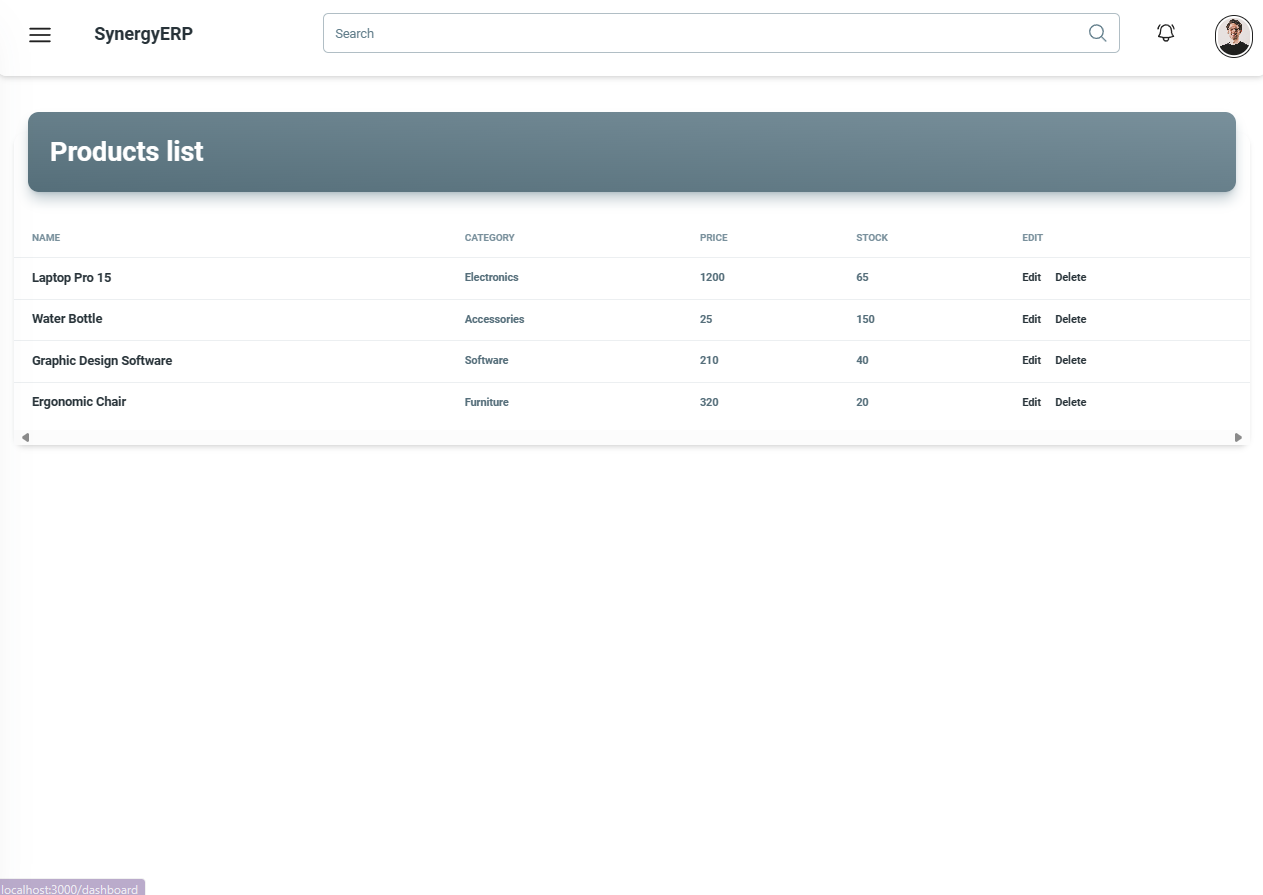 SynergyERP Search
Products list
NAME CATEGORY PRICE STOCK EDIT
Laptop Pro 15 Electronics 1200 65 Edit Delete
Water Bottle Accessories 25 150 Edit Delete
Graphic Design Software Software 210 40 Edit Delete
Ergonomic Chair Furniture 320 20 Edit Delete
localhost:3000/dashboard